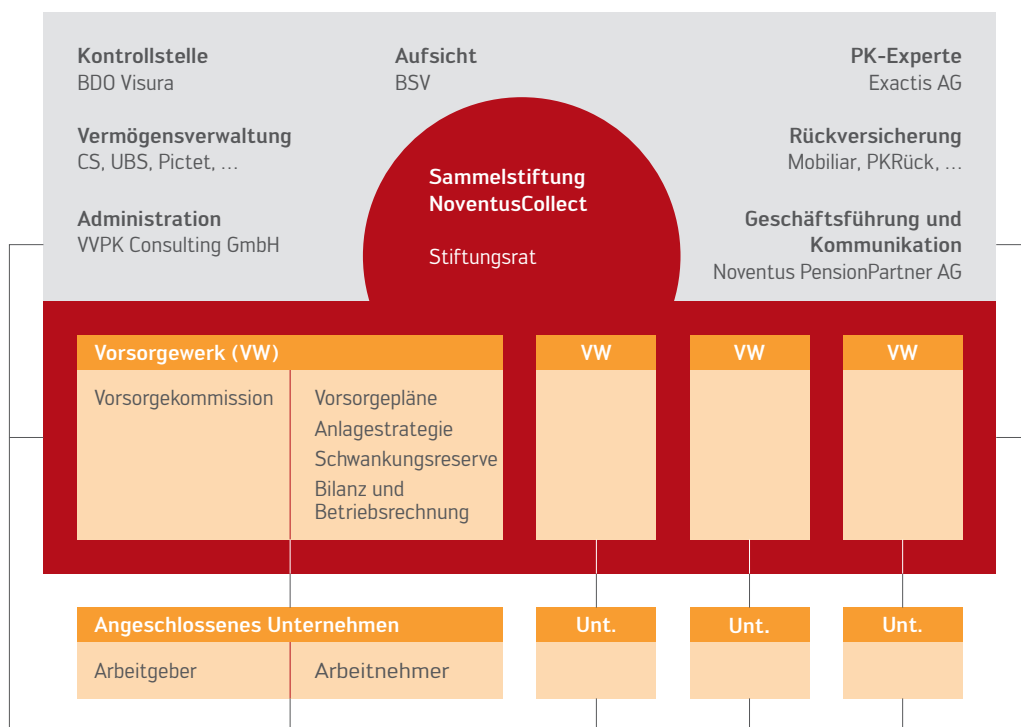 Kontrollstelle
BDO Visura
Aufsicht
BSV
PK-Experte
Exactis AG
Vermögensverwaltung
CS, UBS, Pictet, …
Rückversicherung
Mobiliar, PKRück, …
Sammelstiftung
NoventusCollect
Stiftungsrat
Administration
VVPK Consulting GmbH
Geschäftsführung und
Kommunikation
Noventus PensionPartner AG
Vorsorgewerk (VW)
Vorsorgekommission
Vorsorgepläne
Anlagestrategie
Schwankungsreserve
Bilanz und
Betriebsrechnung
VW
VW
VW
Angeschlossenes Unternehmen
Arbeitgeber
Arbeitnehmer
Unt.
Unt.
Unt.